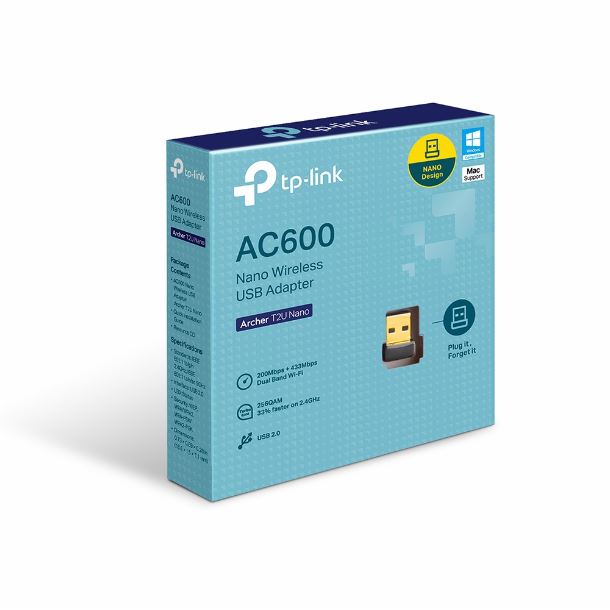 tp-link
tp-link
AC600
Nano Wireless
USB Adapter
Archer T2U Nano
Package
Contents
tp-link
AC600
Nano Wireless
USB Adapter
Archer T2U Nano
200Mbps + 433Mbps
Dual Band Wi-Fi
256QAM
33% faster on 2.4GHz
USB 2.0
NANO
Design
Windows
Compatible
Mac
Support
Plug it,
Forget it
Specifications